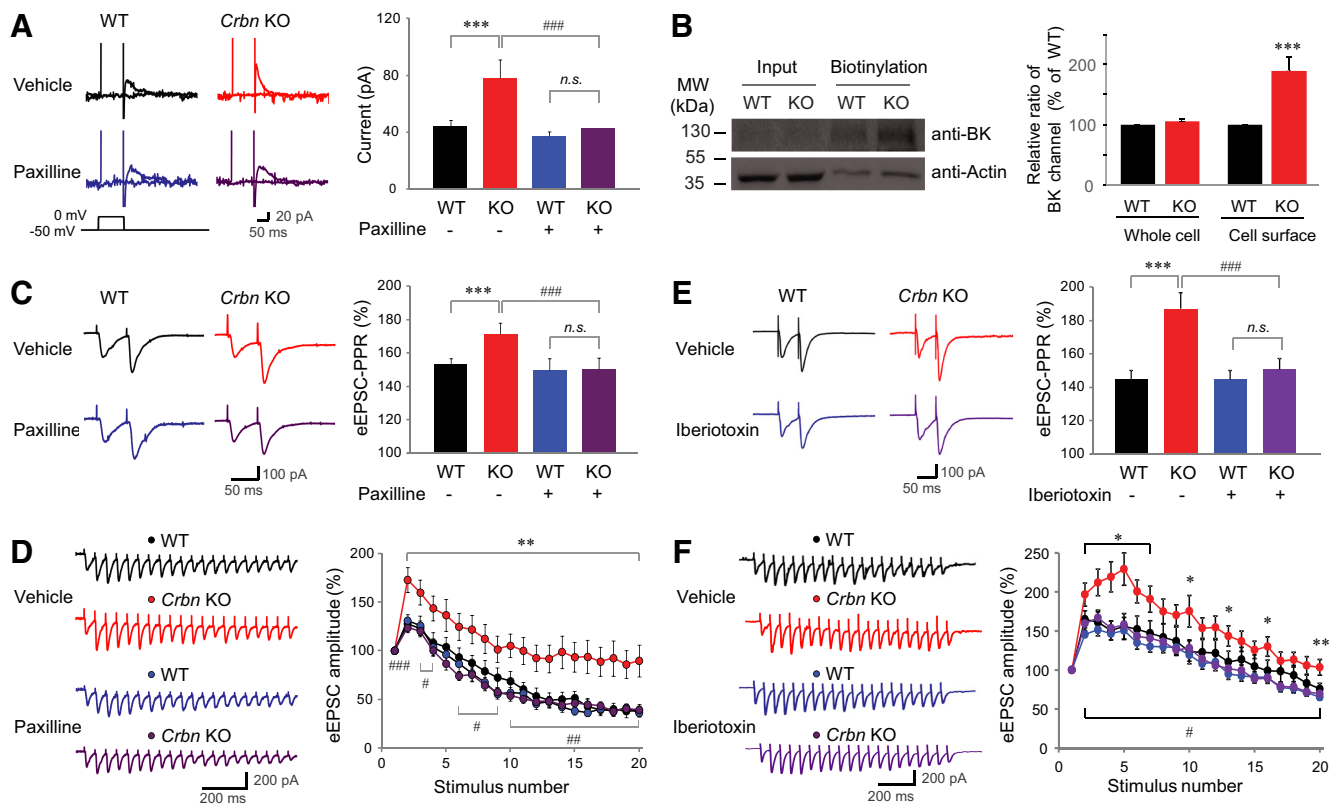 A
WT
Crbn KO
Vehicle
Paxilline
0 mV
-50 mV
20 pA
50 ms
Current (pA)
120
80
40
0
***
###
n.s.
WT KO WT KO
Paxilline - - + +
B
MW
(kDa)
Input
Biotinylation
WT KO WT KO
130
55
35
anti-BK
anti-Actin
Relative ratio of
BK channel (% of WT)
200
100
0
***
WT KO WT KO
Whole cell
Cell surface
C
WT
Crbn KO
Vehicle
Paxilline
100 pA
50 ms
eEPSC-PPR (%)
200
180
160
140
120
100
***
###
n.s.
WT KO WT KO
Paxilline - - + +
E
WT
Crbn KO
Vehicle
Iberiotoxin
100 pA
50 ms
eEPSC-PPR (%)
200
180
160
140
120
100
***
###
n.s.
WT KO WT KO
Iberiotoxin - - + +
D
WT
Vehicle
Crbn KO
WT
Paxilline
Crbn KO
200 pA
200 ms
eEPSC amplitude (%)
200
150
100
50
0
**
###
#
#
##
0 5 10 15 20
Stimulus number
F
WT
Vehicle
Crbn KO
WT
Iberiotoxin
Crbn KO
200 pA
200 ms
eEPSC amplitude (%)
250
200
150
100
50
0
*
*
*
*
**
#
0 5 10 15 20
Stimulus number